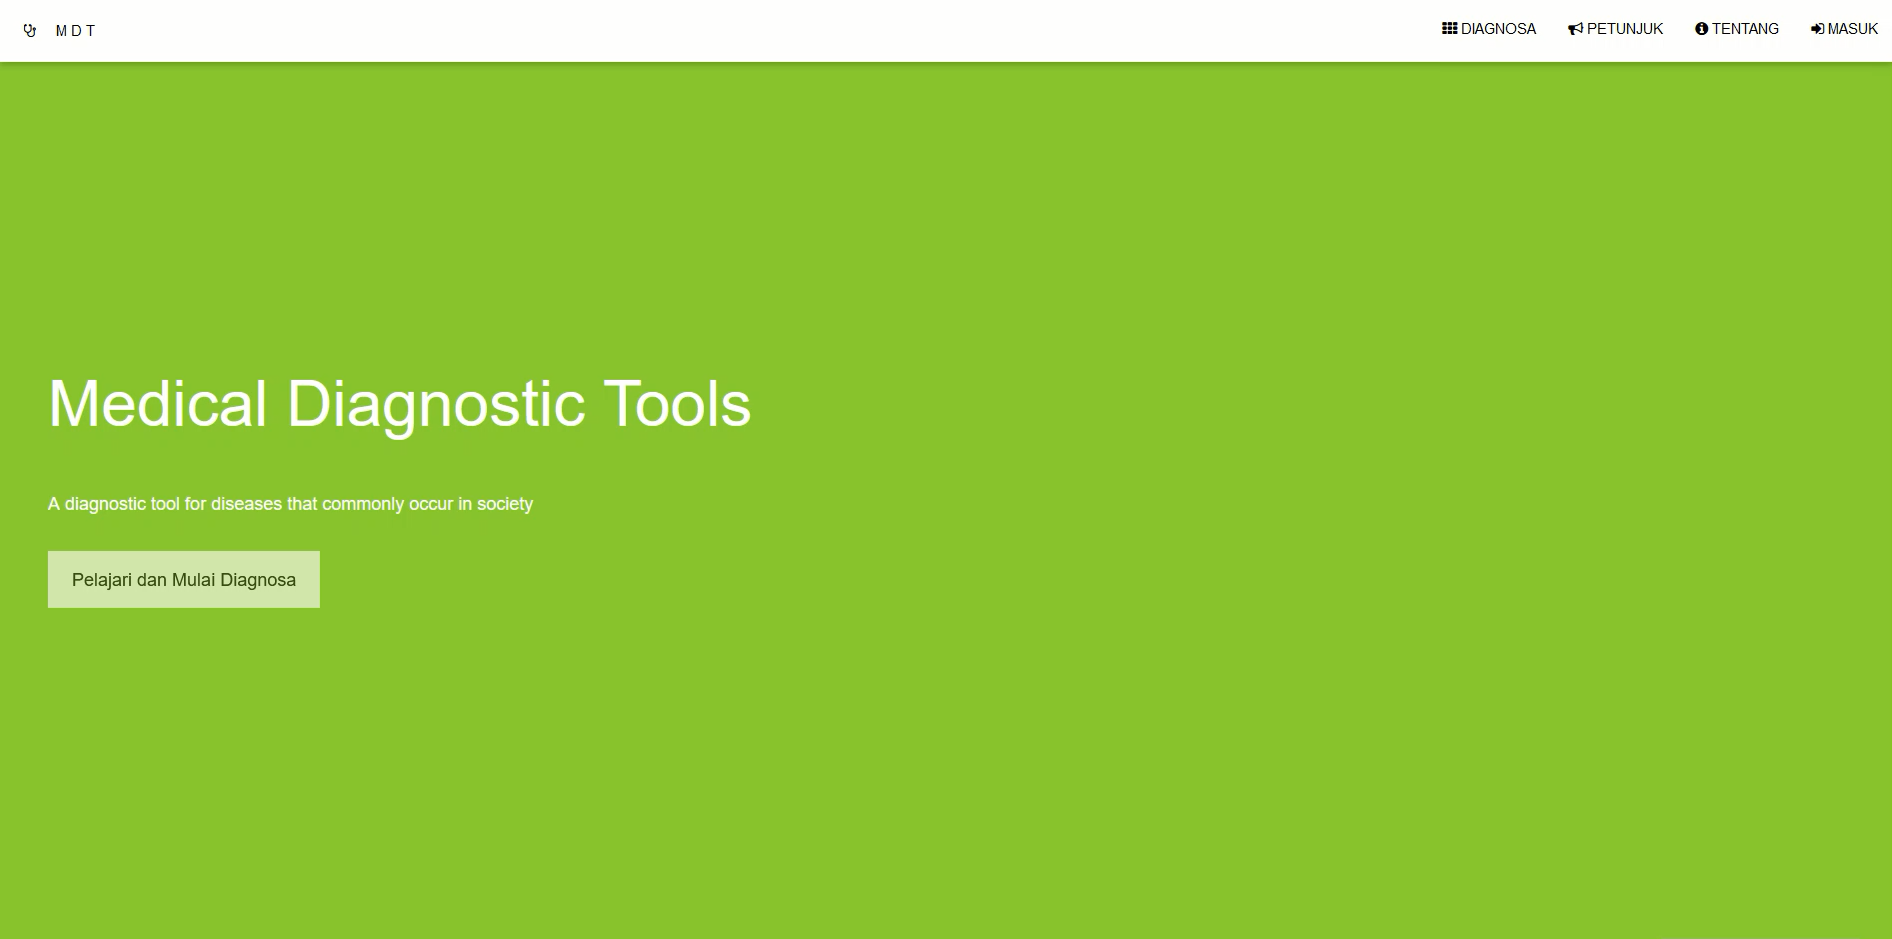 M D T
DIAGNOSA PETUNJUK TENTANG MASUK
Medical Diagnostic Tools
A diagnostic tool for diseases that commonly occur in society
Pelajari dan Mulai Diagnosa